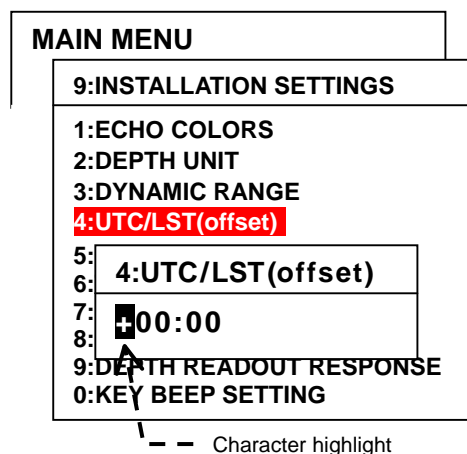 MAIN MENU
9:INSTALLATION SETTINGS
1:ECHO COLORS
2:DEPTH UNIT
3:DYNAMIC RANGE
4:UTC/LST(offset)
5:
6:
7:
8:
4:UTC/LST(offset)
+00:00
9:DEPTH READOUT RESPONSE
0:KEY BEEP SETTING
Character highlight